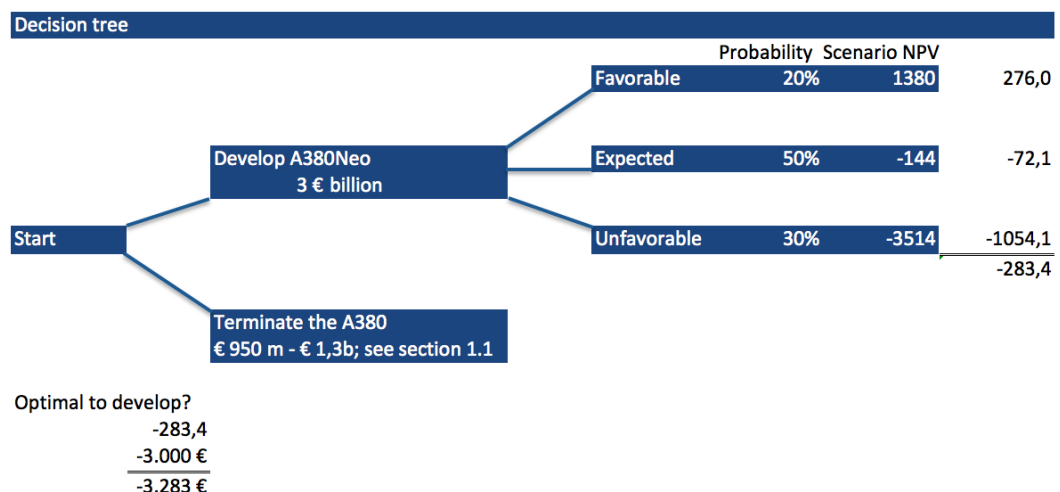 Decision tree
Probability Scenario NPV
Favorable 20% 1380 276,0
Develop A380Neo
3 € billion
Expected 50% -144 -72,1
Start
Unfavorable 30% -3514 -1054,1
-283,4
Terminate the A380
€ 950 m - € 1,3b; see section 1.1
Optimal to develop?
-283,4
-3.000 €
-3.283 €